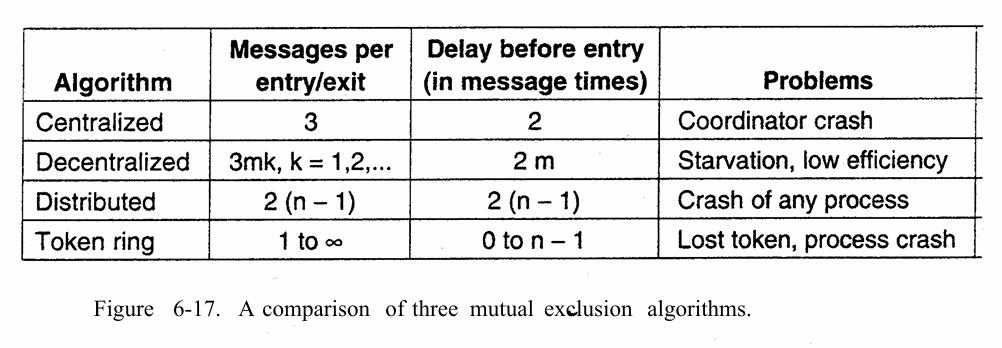 Algorithm Messages per entry/exit Delay before entry (in message times) Problems
Centralized 3 2 Coordinator crash
Decentralized 3mk, k = 1,2,... 2 m Starvation, low efficiency
Distributed 2 (n – 1) 2 (n – 1) Crash of any process
Token ring 1 to ∞ 0 to n – 1 Lost token, process crash
Figure 6-17. A comparison of three mutual exclusion algorithms.